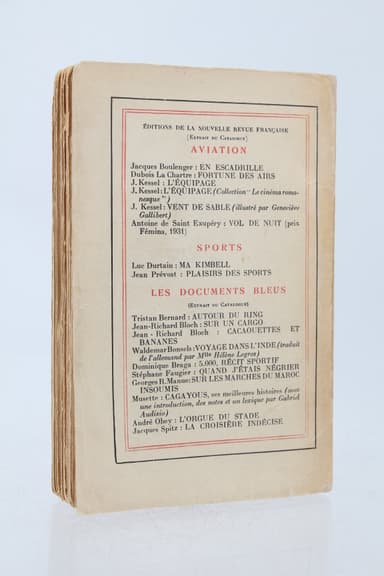 ÉDITIONS DE LA NOUVELLE REVUE FRANÇAISE
(EXTRAIT DU CATALOGUE)
AVIATION
Jacques Boulenger : EN ESCADRILLE
Dubois La Chartre : FORTUNE DES AIRS
J. Kessel : L'ÉQUIPAGE
J. Kessel : L'ÉQUIPAGE (Collection "Le cinéma roma-
nesque")
J. Kessel : VENT DE SABLE (illustré par Geneviève
Gallibert)
Antoine de Saint Exupéry : VOL DE NUIT (prix
Fémina, 1931)
SPORTS
Luc Durtain : MA KIMBELL
Jean Prévost : PLAISIRS DES SPORTS
LES DOCUMENTS BLEUS
(EXTRAIT DU CATALOGUE)
Tristan Bernard : AUTOUR DU RING
Jean-Richard Bloch : SUR UN CARGO
Jean-Richard Bloch : CACAOUETTES ET
BANANES
Waldemar Bonsels : VOYAGE DANS L'INDE (traduit
de l'allemand par Mlle Hélène Legros)
Dominique Braga : 5.000, RÉCIT SPORTIF
Stéphane Faugier : QUAND J'ÉTAIS NÉGRIER
Georges R. Manue : SUR LES MARCHES DU MAROC
INSOUMIS
Musette : CAGAYOUS, ses meilleures histoires (avec
une introduction, des notes et un lexique par Gabriel
Audisio)
André Obey : L'ORGUE DU STADE
Jacques Spitz : LA CROISIÈRE INDÉCISE